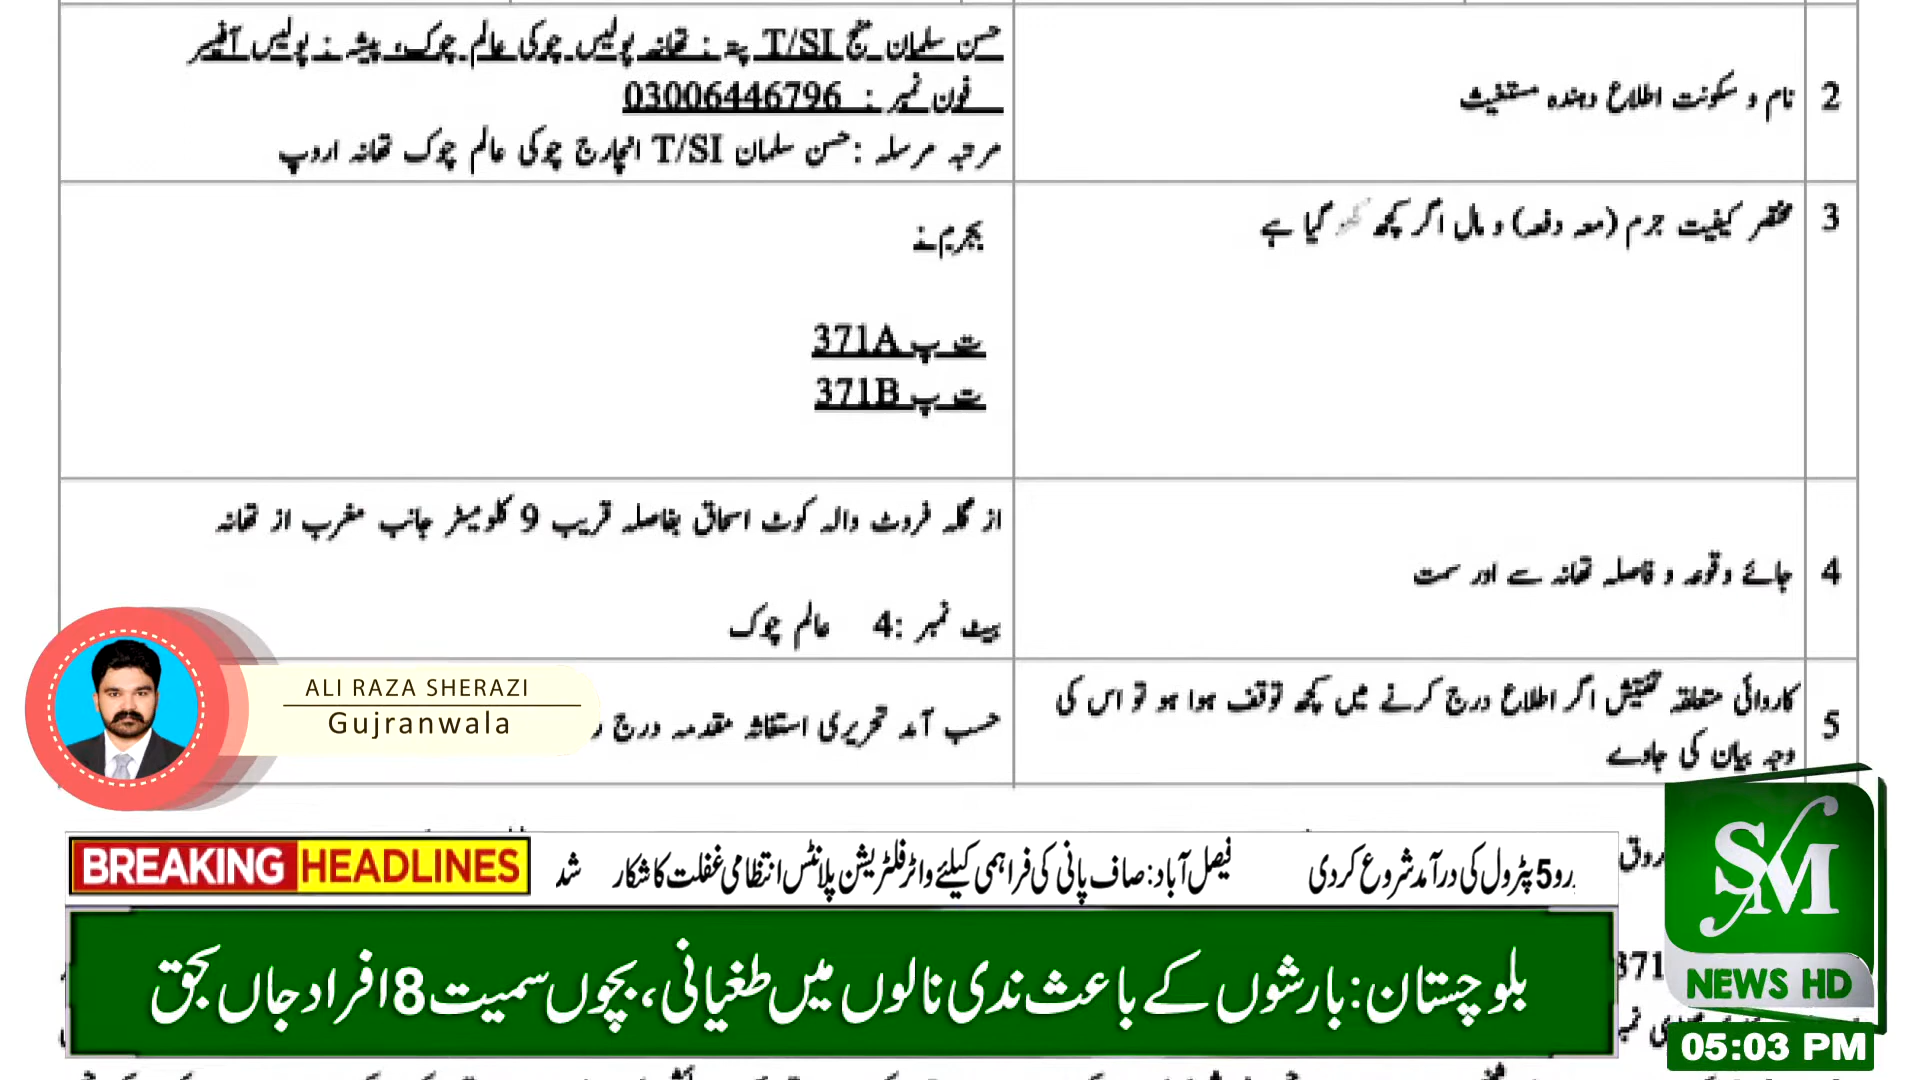 2 نام و سکونت اطلاع دہندہ مستغیث
حسن سلمان جج T/SI پتہ : تھانہ پولیس چوکی عالم چوک، پیشہ : پولیس آفیسر
فون نمبر : 03006446796
مرتبہ مرسلہ :حسن سلمان T/SI انچارج چوکی عالم چوک تھانہ اروپ
3 مختصر کیفیت جرم (معہ دفعہ) و مال اگر کچھ کھو گیا ہے
بجرم:
ت پ 371A
ت پ 371B
4 جائے وقوعہ و فاصلہ تھانہ سے اور سمت
از گلہ فروٹ والہ کوٹ اسحاق بفاصلہ قریب 9 کلومیٹر جانب مغرب از تھانہ
بیٹ نمبر :4 عالم چوک
5 کاروائی متعلقہ تفتیش اگر اطلاع درج کرنے میں کچھ توقف ہوا ہو تو اس کی
وجہ بیان کی جاوے
حسب آمد تحریری استغاثہ مقدمہ درج ر
ALI RAZA SHERAZI
Gujranwala
BREAKING HEADLINES
رو5 پٹرول کی درآمد شروع کردی فیصل آباد: صاف پانی کی فراہمی کیلئے واٹر فلٹریشن پلانٹس انتظامی غفلت کا شکار شد
بلوچستان: بارشوں کے باعث ندی نالوں میں طغیانی، بچوں سمیت 8 افراد جاں بحق
SM
NEWS HD
05:03 PM